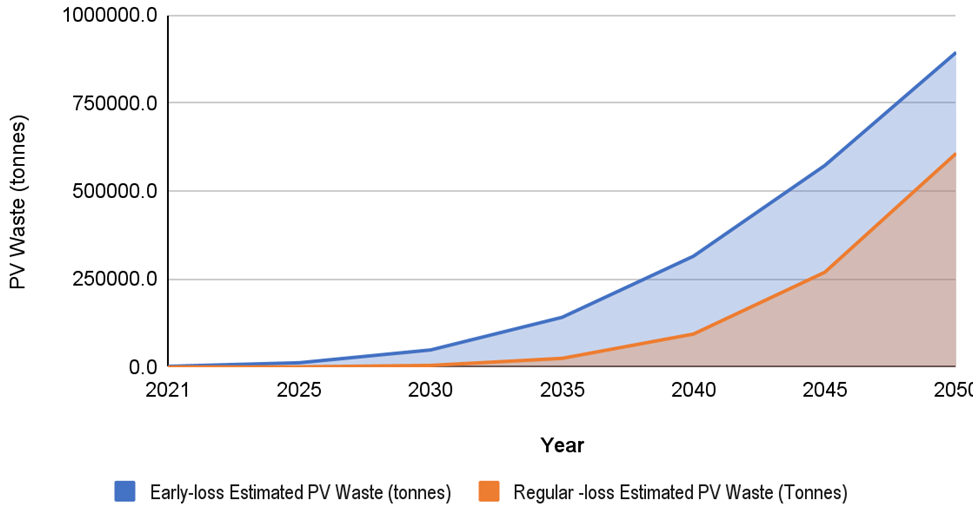 1000000.0
750000.0
500000.0
250000.0
0.0
PV Waste (tonnes)
2021 2025 2030 2035 2040 2045 2050
Year
Early-loss Estimated PV Waste (tonnes) Regular -loss Estimated PV Waste (Tonnes)